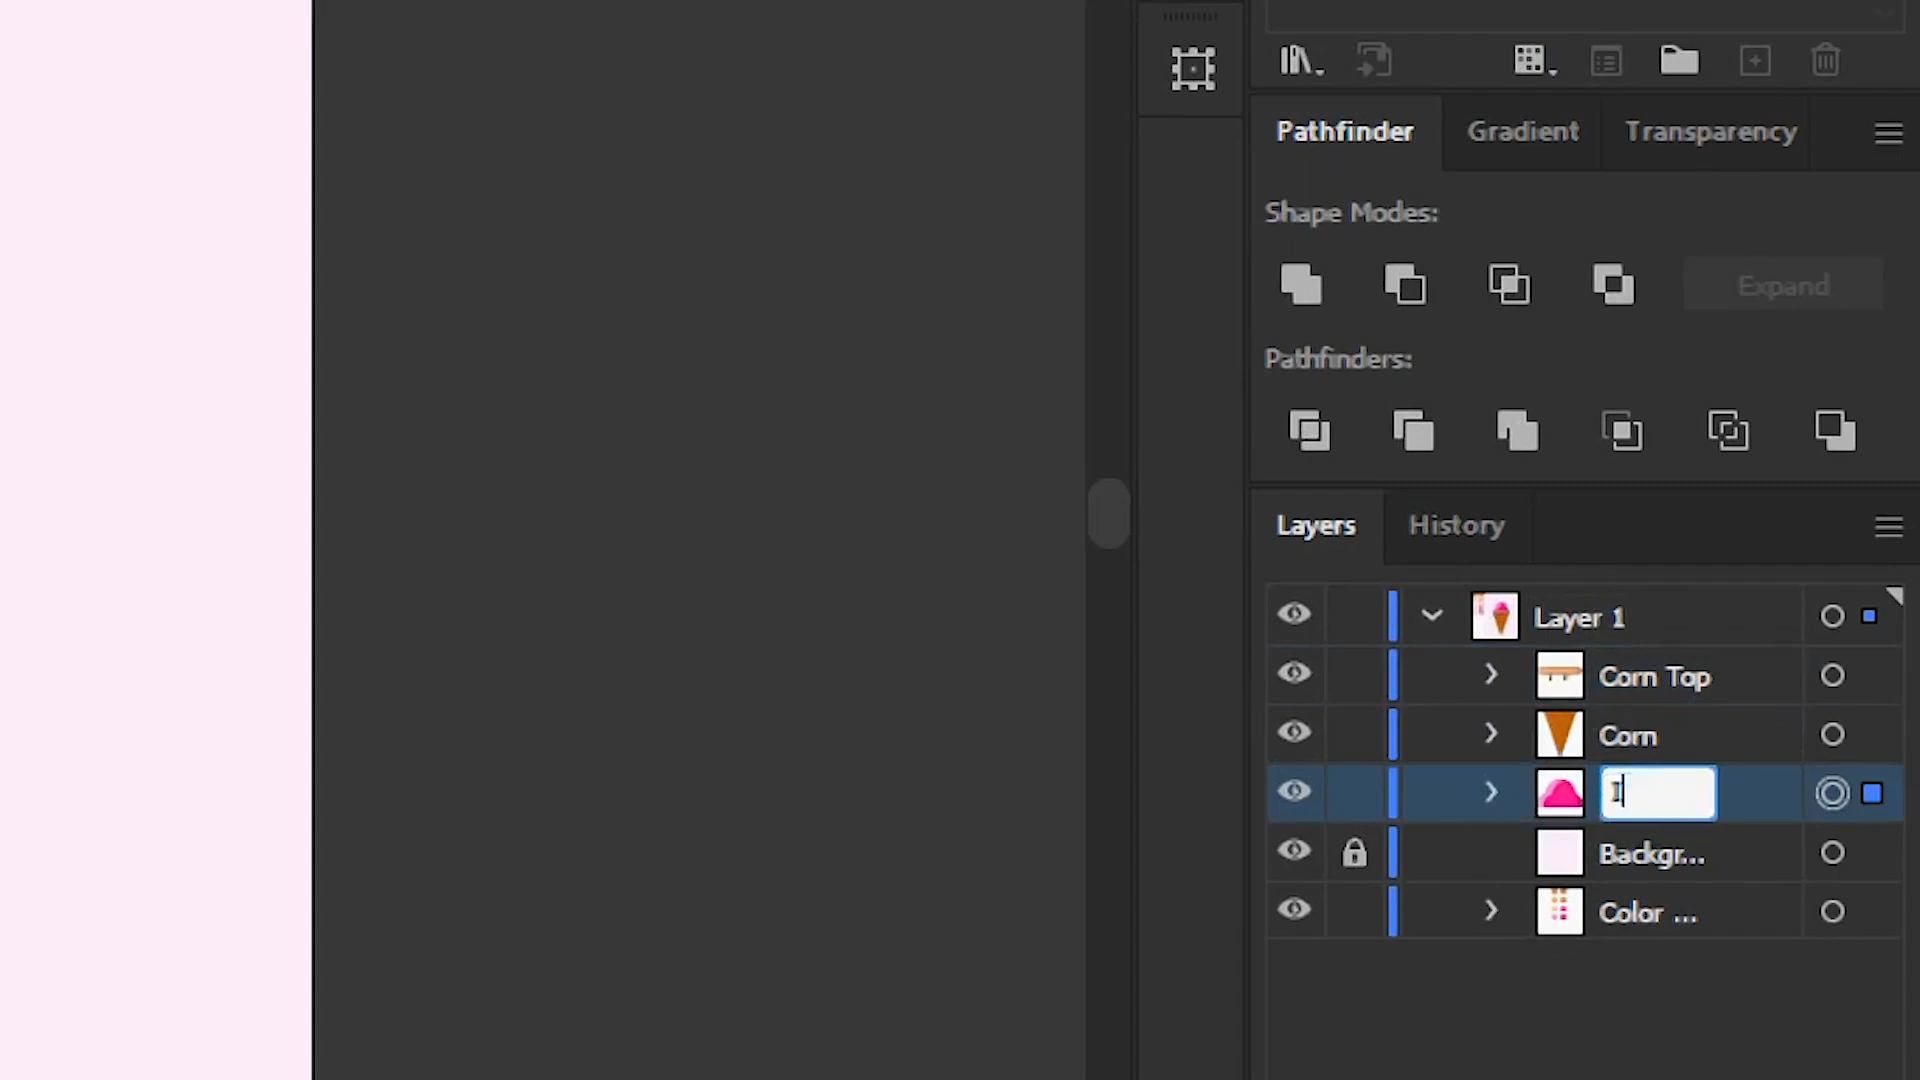 Pathfinder Gradient Transparency
Shape Modes:
Expand
Pathfinders:
Layers History
Layer 1
Corn Top
Corn
I
Backgr...
Color ...